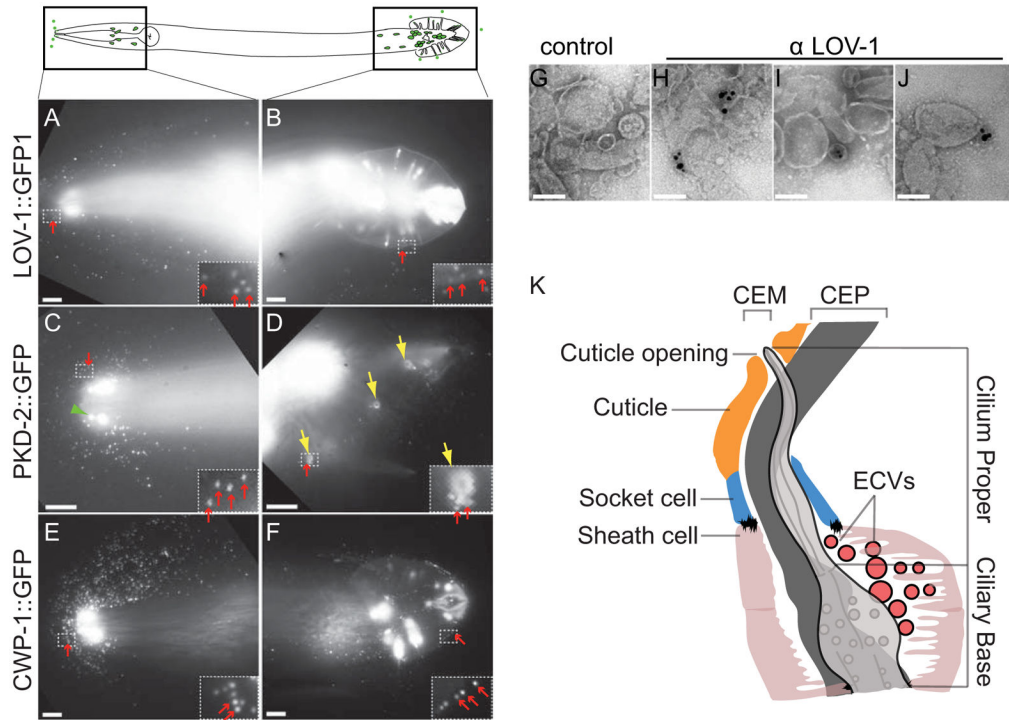 control
α LOV-1
G
H
I
J
A
B
LOV-1::GFP1
C
D
PKD-2::GFP
E
F
CWP-1::GFP
K
CEM
CEP
Cuticle opening
Cuticle
Socket cell
Sheath cell
ECVs
Cilium Proper
Ciliary Base